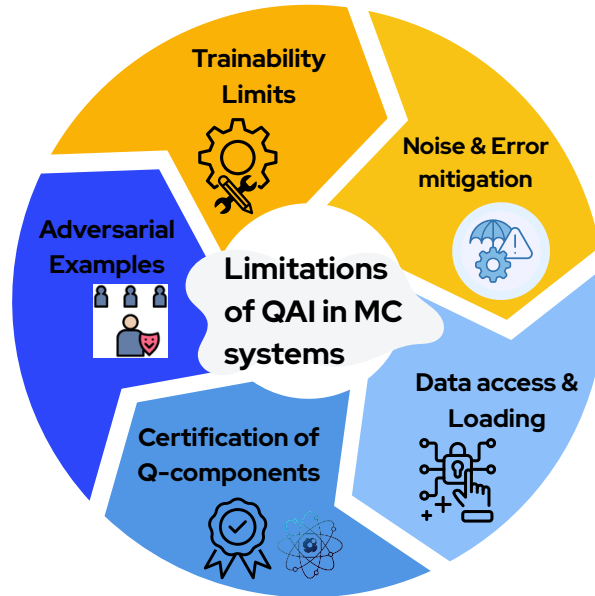 Trainability
Limits
Noise & Error
mitigation
Adversarial
Examples
Limitations
of QAI in MC
systems
Data access &
Loading
Certification of
Q-components